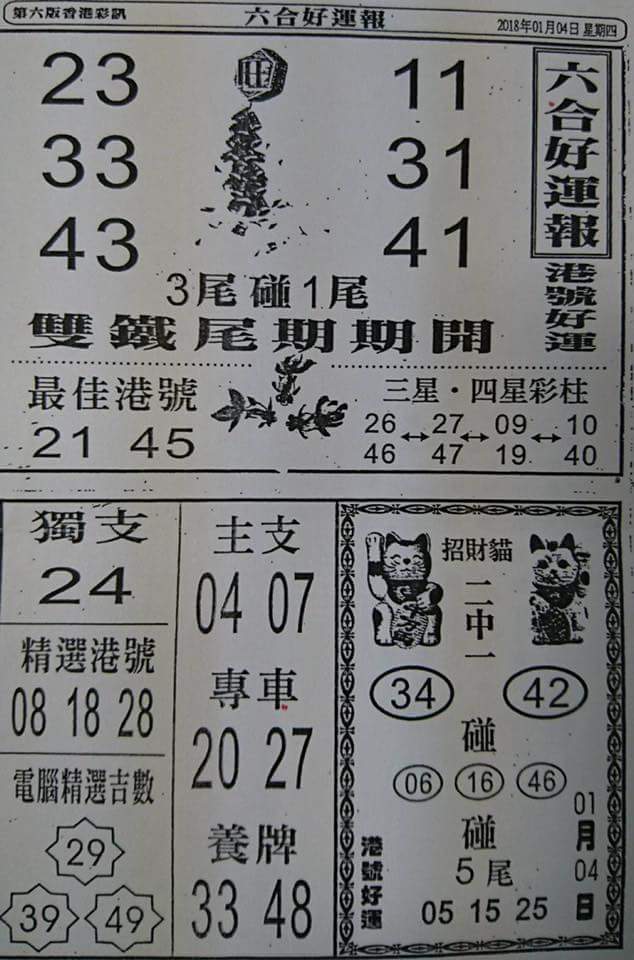 第六版香港彩訊 六合好運報 2018年01月04日 星期四
六合好運報
港號好運
23 旺 11
33 31
43 41
3尾碰1尾
雙鐵尾期期開
最佳港號
21 45
三星·四星彩柱
26 ↔ 27 ↔ 09 ↔ 10
46 47 19 40
獨支
24
精選港號
08 18 28
電腦精選吉數
29
39 49
主支
04 07
專車
20 27
養牌
33 48
招財貓
二中一
34 42
碰
06 16 46
碰
5尾
05 15 25
港號好運
01月04日